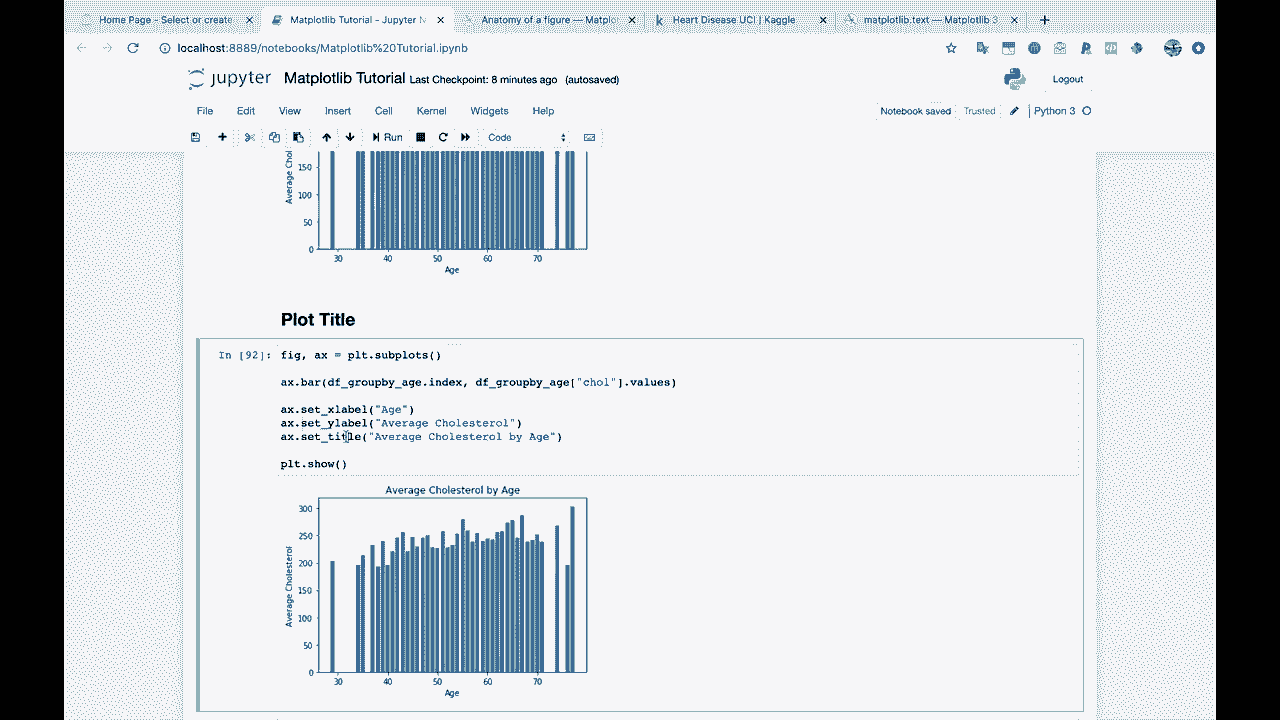 Home Page - Select or create
Matplotlib Tutorial - Jupyter N
Anatomy of a figure — Matplo
Heart Disease UCI | Kaggle
matplotlib.text — Matplotlib 3
localhost:8889/notebooks/Matplotlib%20Tutorial.ipynb
jupyter Matplotlib Tutorial Last Checkpoint: 8 minutes ago (autosaved)
Logout
File Edit View Insert Cell Kernel Widgets Help
Notebook saved Trusted Python 3
Run Code
Average Chol
150
100
50
0
30 40 50 60 70
Age
Plot Title
In [92]: fig, ax = plt.subplots()
ax.bar(df_groupby_age.index, df_groupby_age["chol"].values)
ax.set_xlabel("Age")
ax.set_ylabel("Average Cholesterol")
ax.set_title("Average Cholesterol by Age")
plt.show()
Average Cholesterol by Age
Average Cholesterol
300
250
200
150
100
50
0
30 40 50 60 70
Age